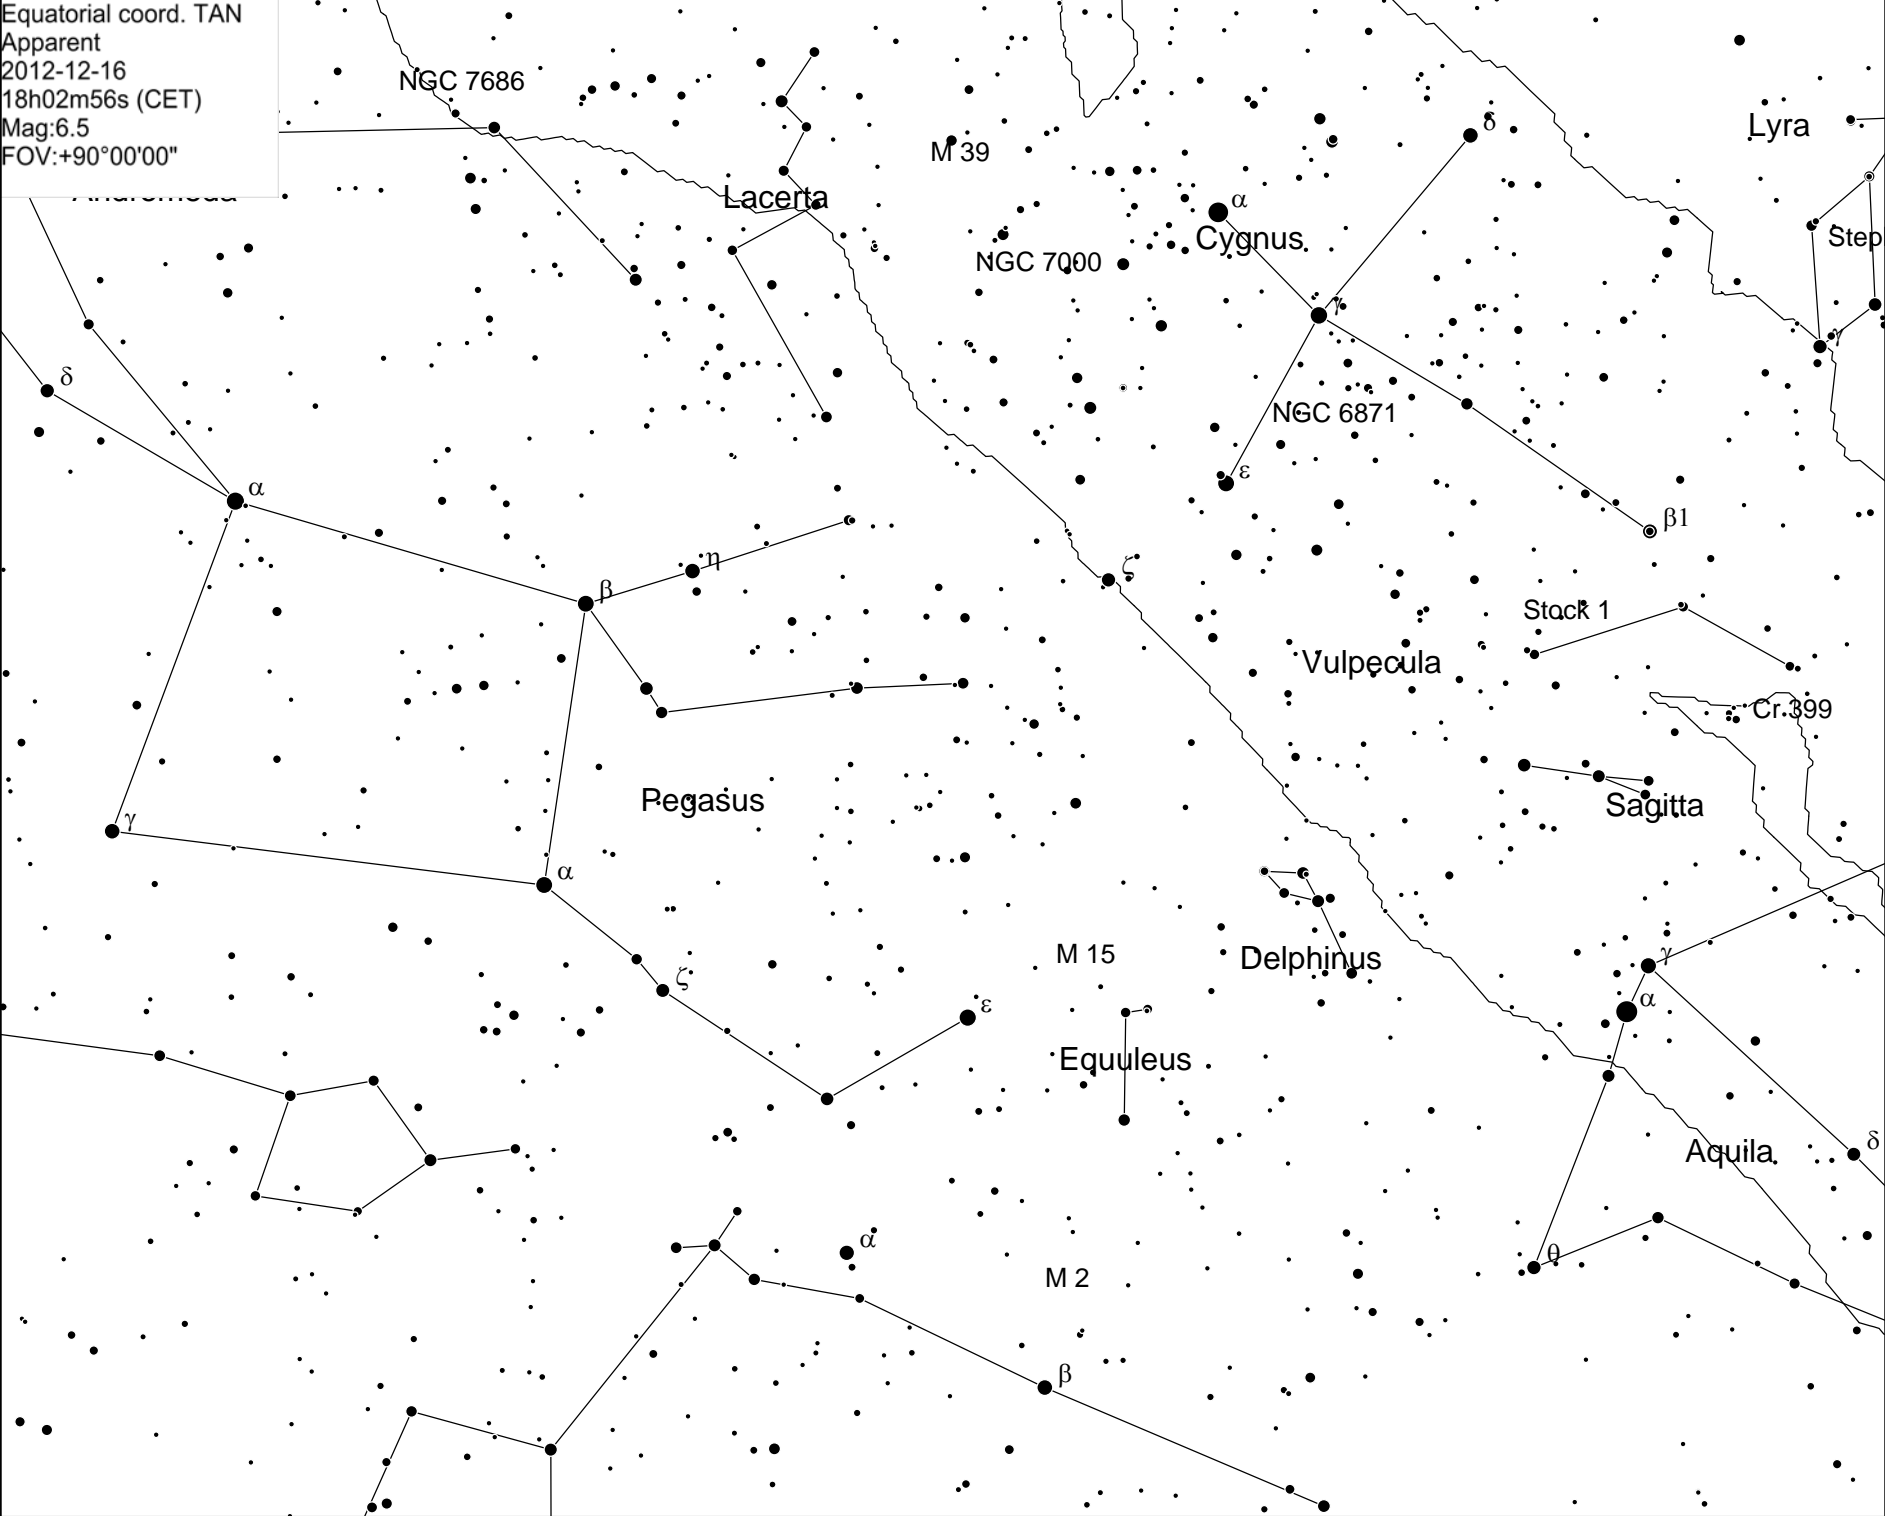 Equatorial coord. TAN
Apparent
2012-12-16
18h02m56s (CET)
Mag:6.5
FOV:+90°00'00"
NGC 7686
Andromeda
M 39
Lacerta
δ
Lyra
α
Cygnus
NGC 7000
Step
γ
γ
δ
NGC 6871
ε
α
β1
η
β
ζ
Stock 1
Vulpecula
Cr 399
Pegasus
Sagitta
γ
α
M 15
Delphinus
γ
ζ
α
ε
Equuleus
Aquila
δ
α
M 2
θ
β